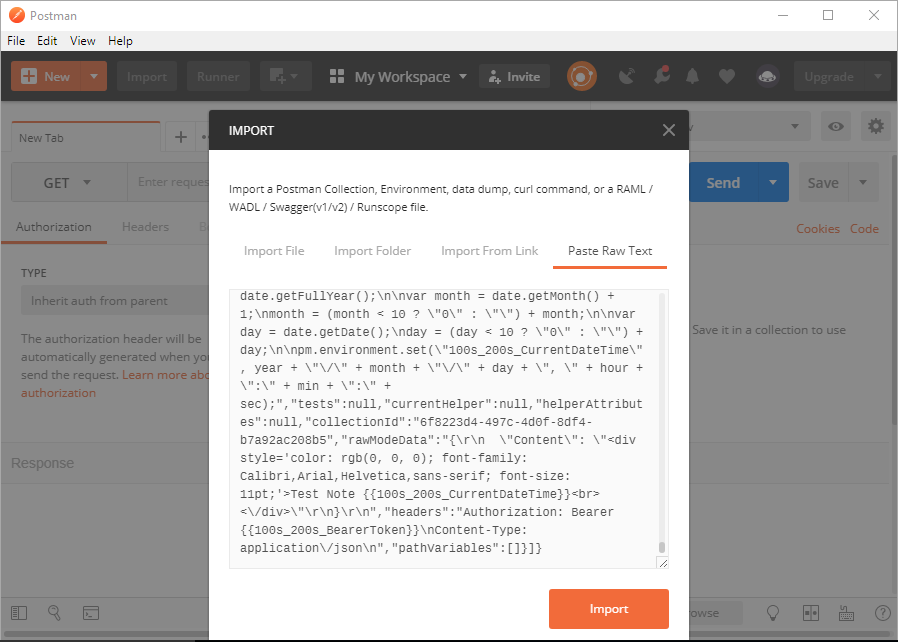 Postman
File Edit View Help
New Import Runner My Workspace Invite Upgrade
New Tab
IMPORT
GET Enter reques
Send Save
Authorization Headers
Cookies Code
TYPE
Inherit auth from parent
The authorization header will be
automatically generated when you
send the request. Learn more abo
authorization
Save it in a collection to use
Response
Import a Postman Collection, Environment, data dump, curl command, or a RAML /
WADL / Swagger(v1/v2) / Runscope file.
Import File Import Folder Import From Link Paste Raw Text
date.getFullYear();\n\nvar month = date.getMonth() +
1;\nmonth = (month < 10 ? \"0\" : \"\") + month;\n\nvar
day = date.getDate();\nday = (day < 10 ? \"0\" : \"\") +
day;\n\npm.environment.set(\"100s_200s_CurrentDateTime\"
, year + \"\/\" + month + \"\/\" + day + \", \" + hour +
\":\" + min + \":\" +
sec);","tests":null,"currentHelper":null,"helperAttribut
es":null,"collectionId":"6f8223d4-497c-4d0f-8df4-
b7a92ac208b5","rawModeData":"{\r\n  \"Content\": \"<div
style='color: rgb(0, 0, 0); font-family:
Calibri,Arial,Helvetica,sans-serif; font-size:
11pt;'>Test Note {{100s_200s_CurrentDateTime}}<br>
<\/div>\"\r\n}\r\n","headers":"Authorization: Bearer
{{100s_200s_BearerToken}}\nContent-Type:
application\/json\n","pathVariables":[]}]}
Import
owse